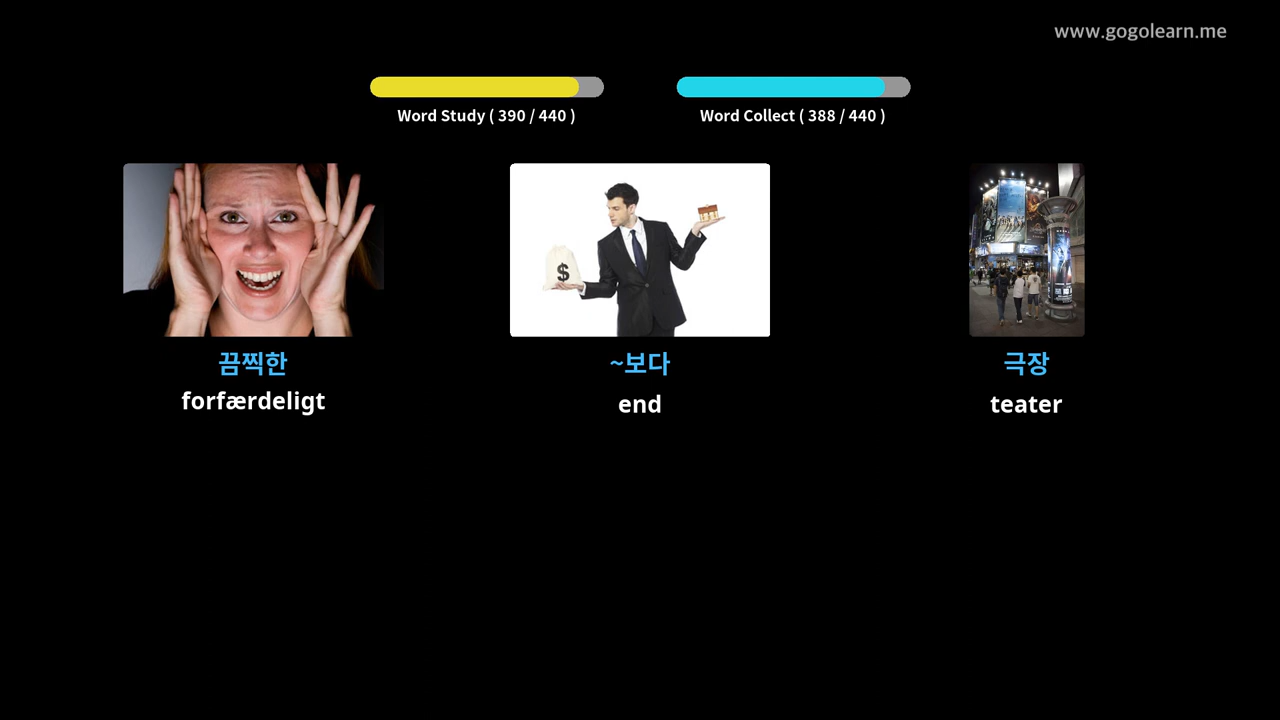 www.gogolearn.me
Word Study ( 390 / 440 )
Word Collect ( 388 / 440 )
$
끔찍한
~보다
극장
forfærdeligt
end
teater